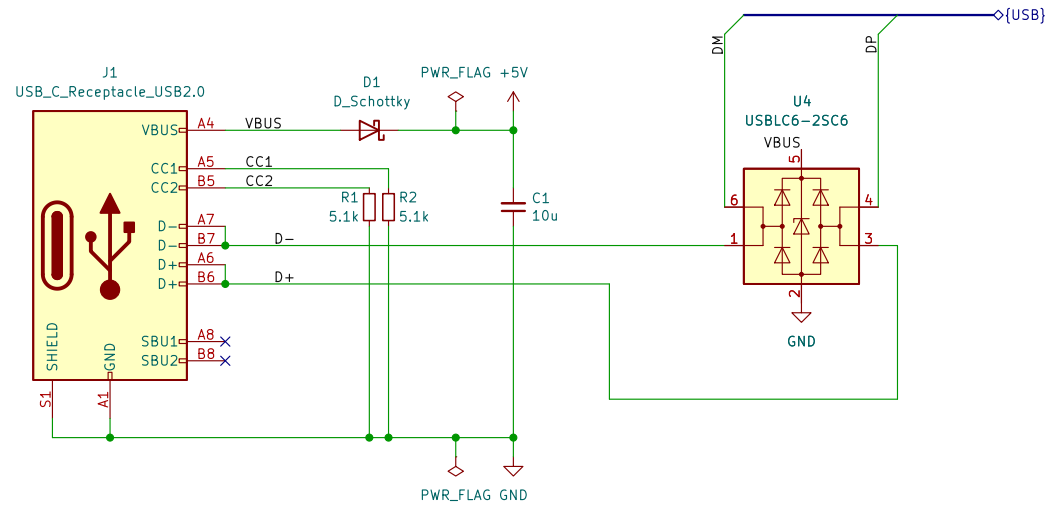 {USB}
DM
DP
J1
USB_C_Receptacle_USB2.0
D1
D_Schottky
PWR_FLAG +5V
U4
USBLC6-2SC6
VBUS
5
6
4
1
3
2
GND
VBUS
A4
VBUS
CC1
A5
CC1
CC2
B5
CC2
R1
5.1k
R2
5.1k
C1
10u
D-
A7
D-
B7
D-
D+
A6
D+
B6
D+
SBU1
A8
SBU2
B8
SHIELD
GND
S1
A1
PWR_FLAG GND